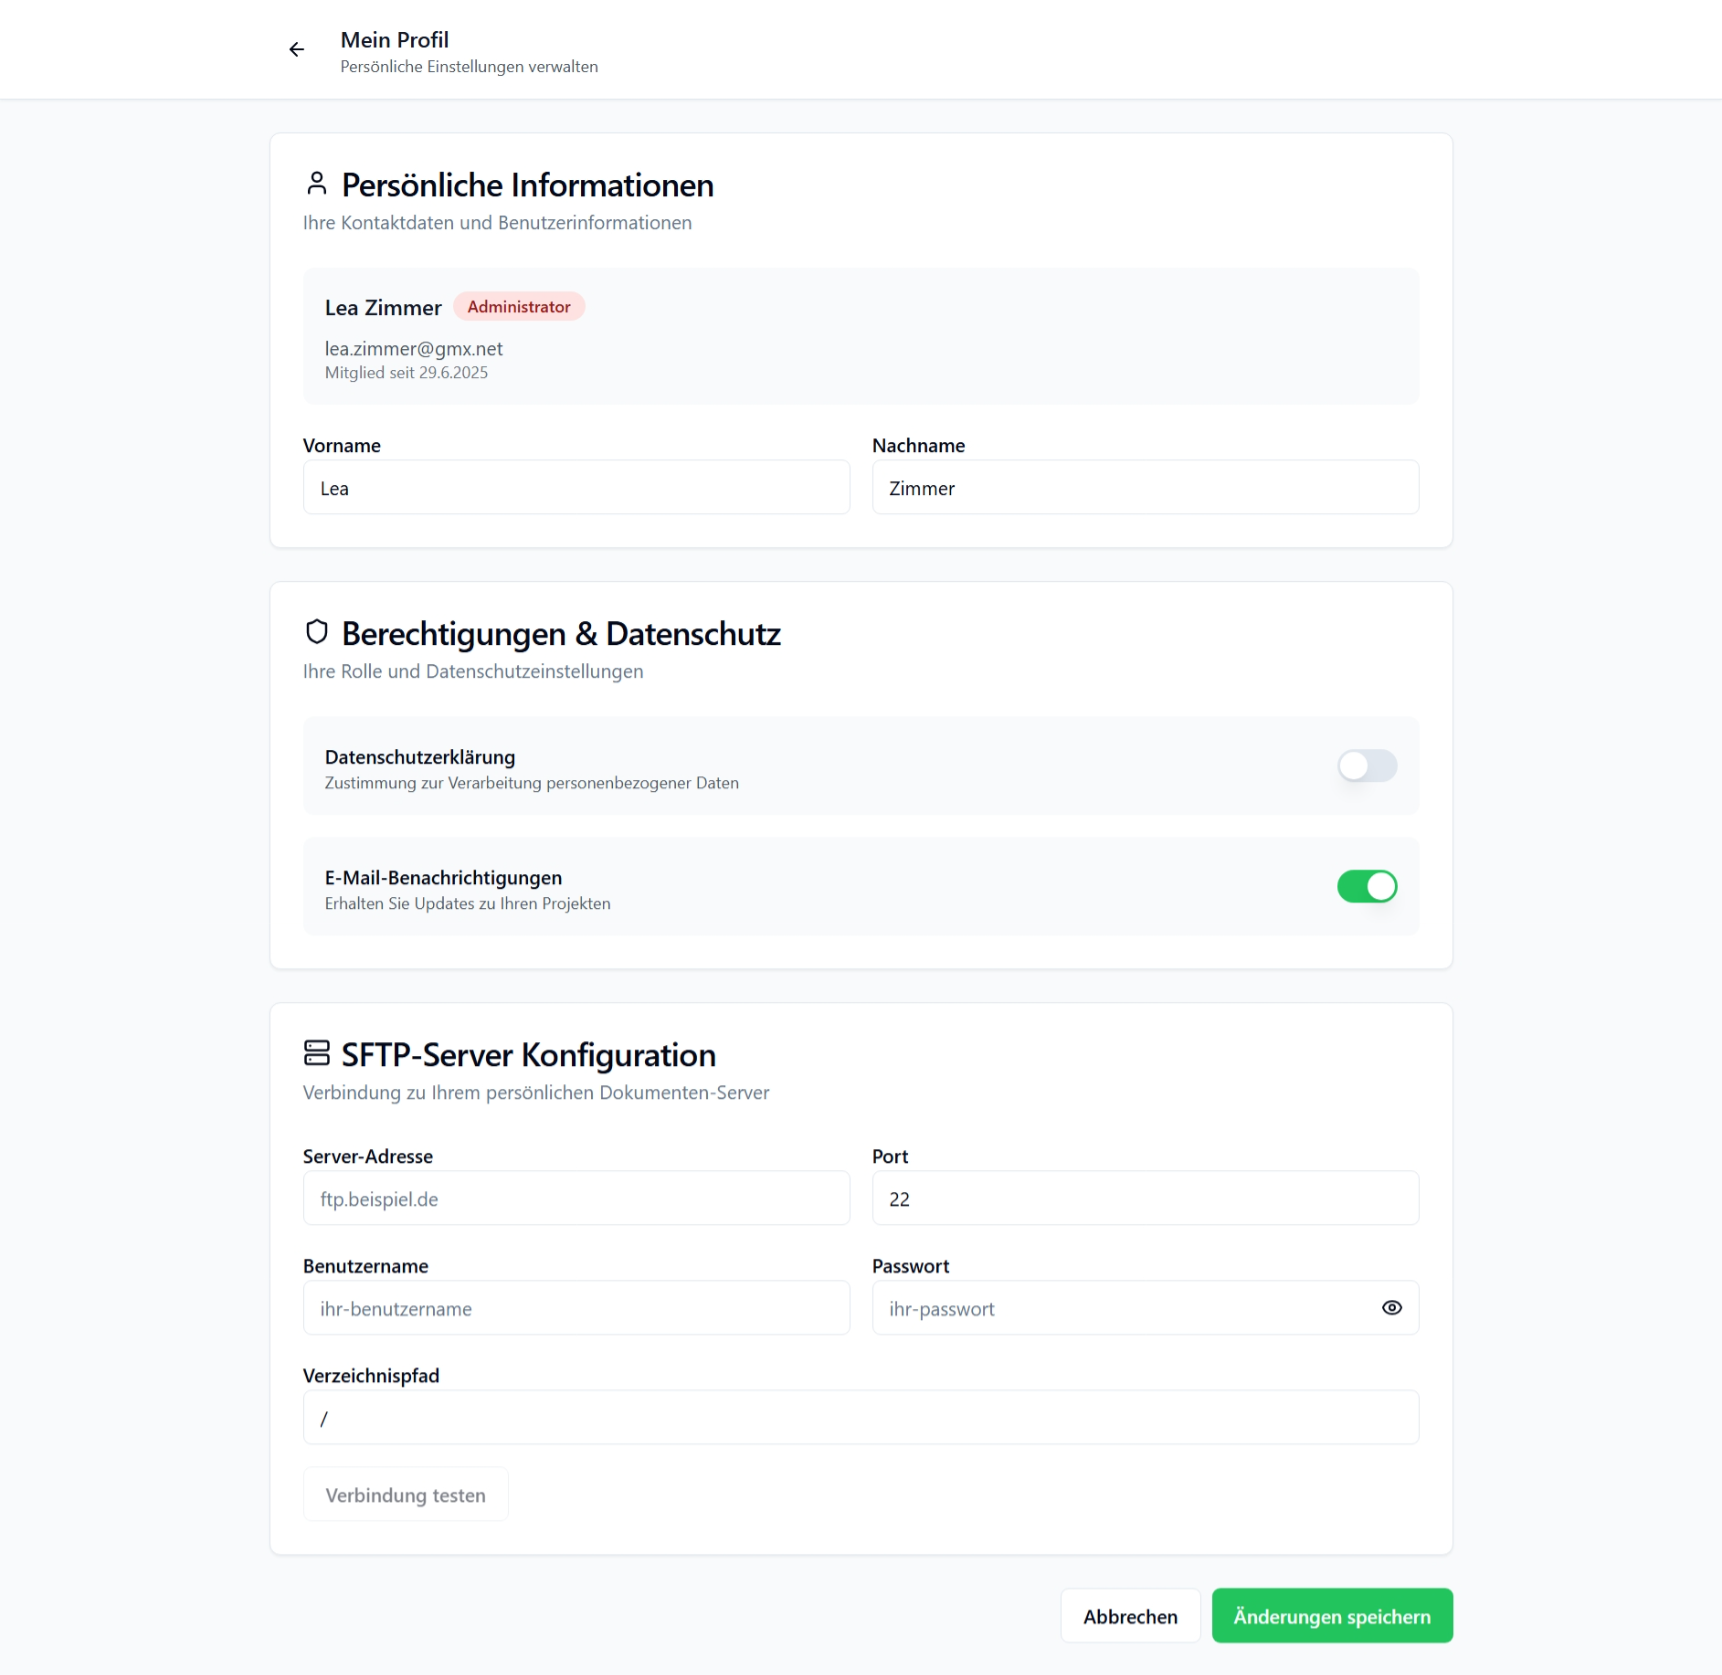 Mein Profil
Persönliche Einstellungen verwalten
Persönliche Informationen
Ihre Kontaktdaten und Benutzerinformationen
Lea Zimmer Administrator
lea.zimmer@gmx.net
Mitglied seit 29.6.2025
Vorname
Lea
Nachname
Zimmer
Berechtigungen & Datenschutz
Ihre Rolle und Datenschutzeinstellungen
Datenschutzerklärung
Zustimmung zur Verarbeitung personenbezogener Daten
E-Mail-Benachrichtigungen
Erhalten Sie Updates zu Ihren Projekten
SFTP-Server Konfiguration
Verbindung zu Ihrem persönlichen Dokumenten-Server
Server-Adresse
ftp.beispiel.de
Port
22
Benutzername
ihr-benutzername
Passwort
ihr-passwort
Verzeichnispfad
/
Verbindung testen
Abbrechen
Änderungen speichern